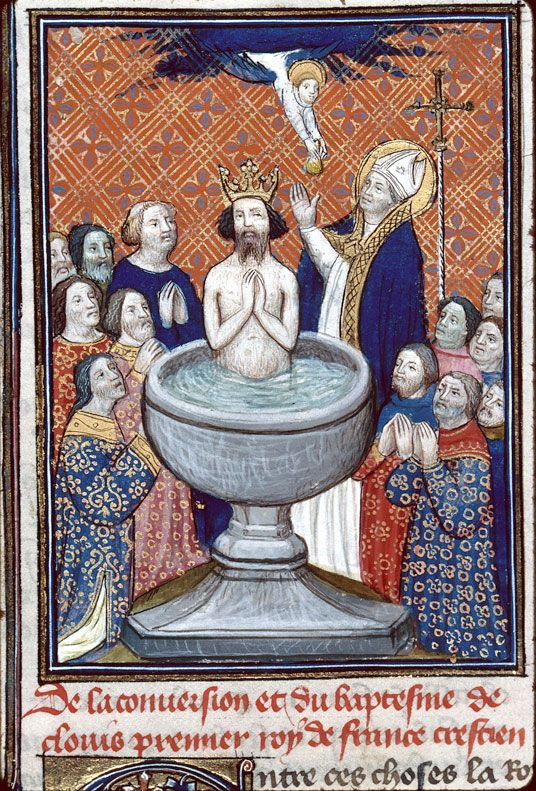 De la conuersion et du baptesme de
clouis premier roy de france crestien
Entre ces choses la Ro